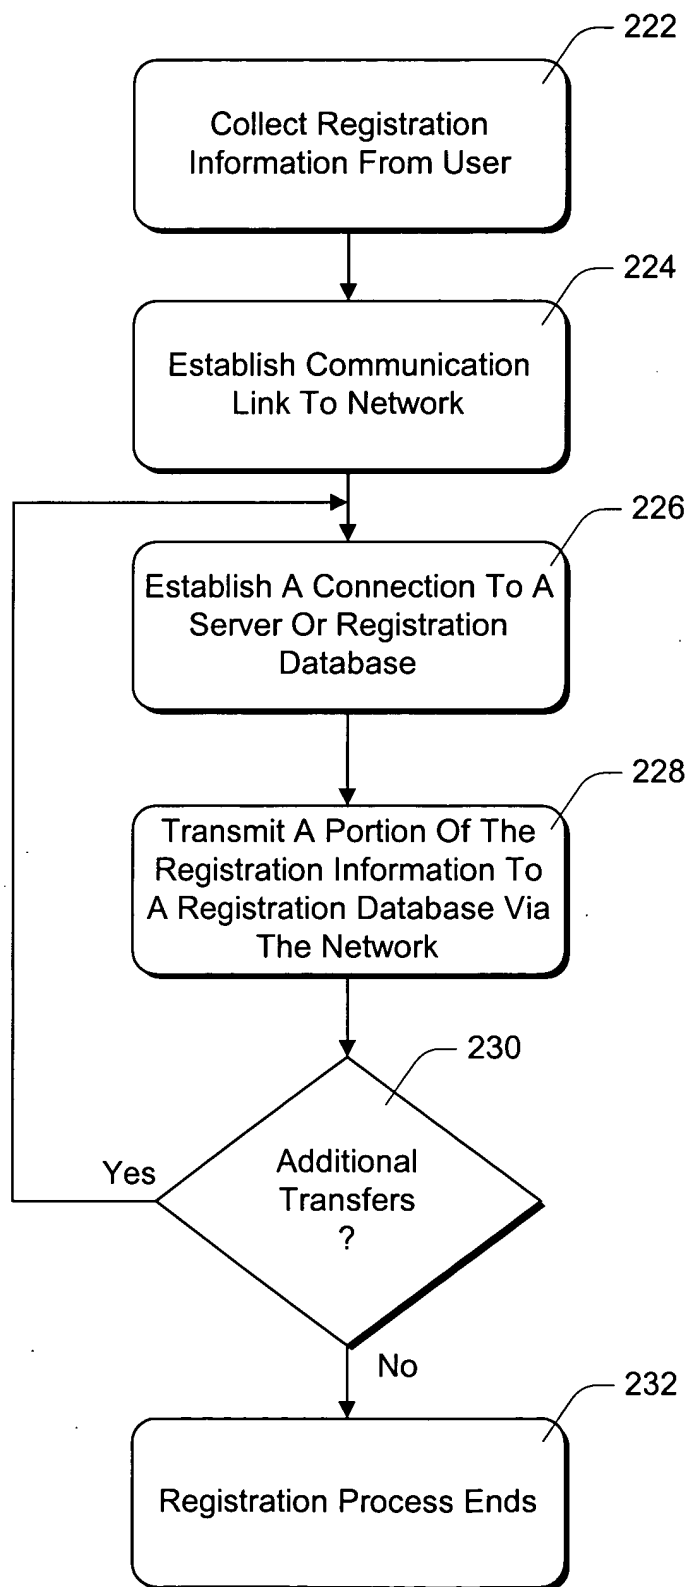 222
Collect Registration
Information From User
224
Establish Communication
Link To Network
226
Establish A Connection To A
Server Or Registration
Database
228
Transmit A Portion Of The
Registration Information To
A Registration Database Via
The Network
230
Yes
Additional
Transfers
?
No
232
Registration Process Ends